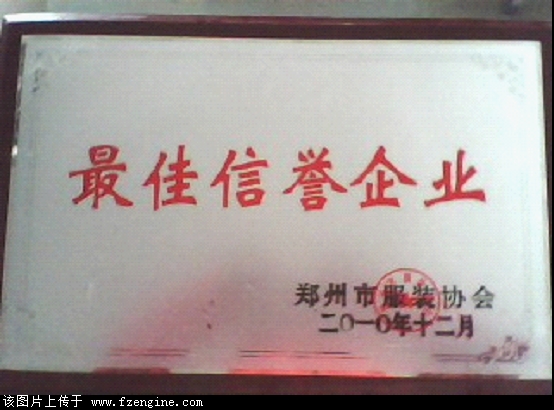 最佳信誉企业
郑州市服装协会
二〇一〇年十二月
该图片上传于 www.fzengine.com